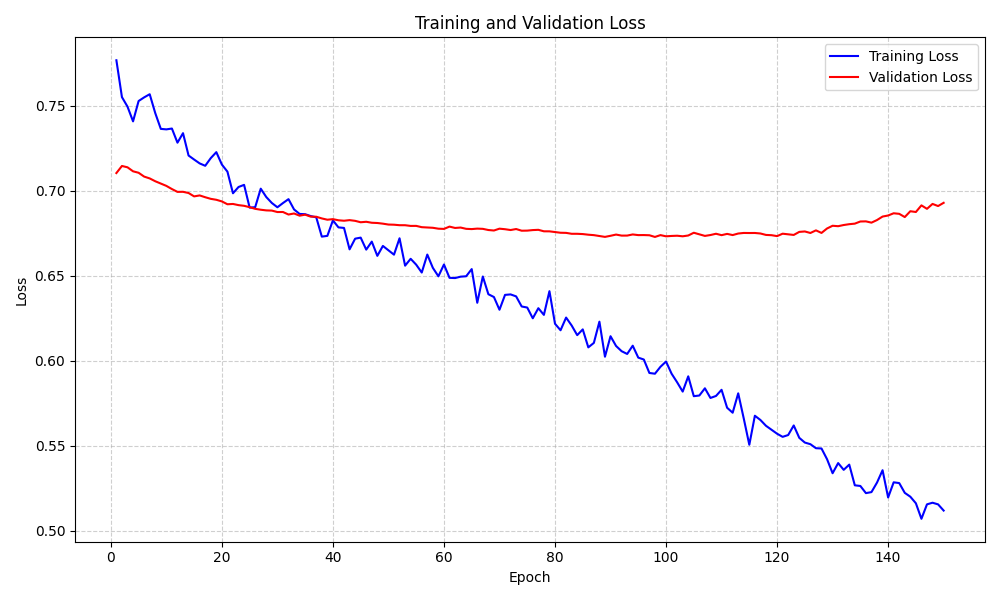 Training and Validation Loss
Training Loss
Validation Loss
Loss
0.75
0.70
0.65
0.60
0.55
0.50
0 20 40 60 80 100 120 140
Epoch